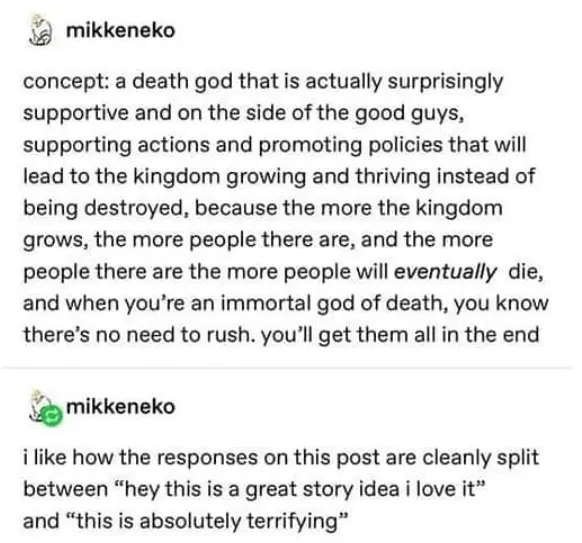 mikkeneko
concept: a death god that is actually surprisingly
supportive and on the side of the good guys,
supporting actions and promoting policies that will
lead to the kingdom growing and thriving instead of
being destroyed, because the more the kingdom
grows, the more people there are, and the more
people there are the more people will eventually die,
and when you're an immortal god of death, you know
there's no need to rush. you'll get them all in the end
mikkeneko
i like how the responses on this post are cleanly split
between “hey this is a great story idea i love it”
and “this is absolutely terrifying”